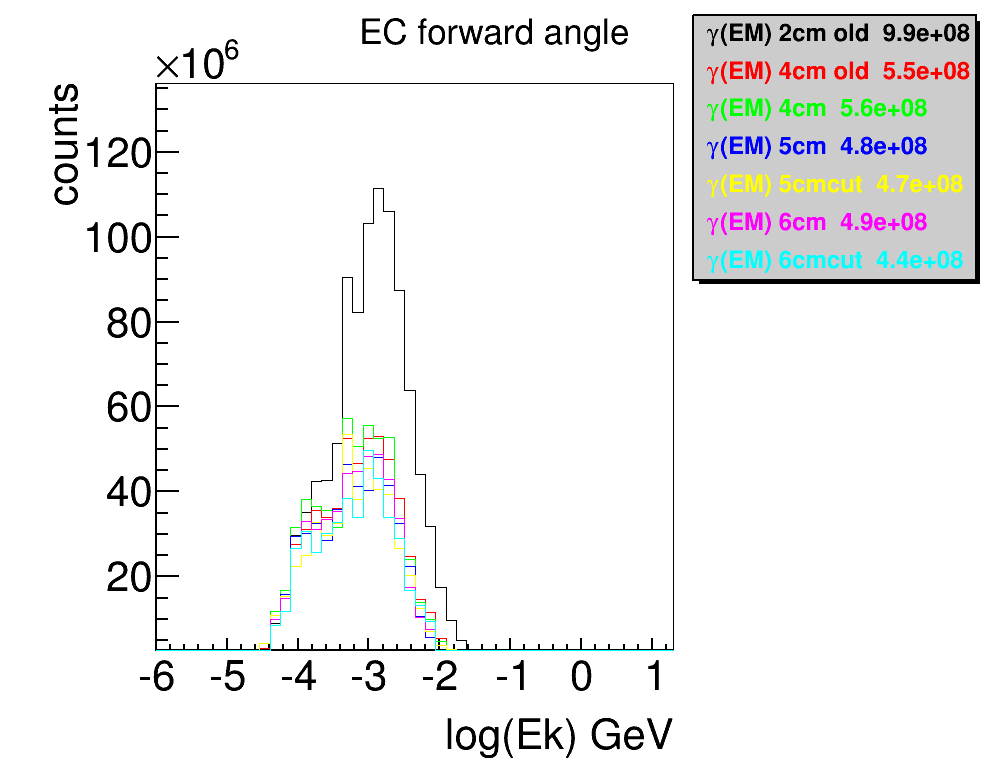 EC forward angle
×10⁶
counts
120
100
80
60
40
20
-6 -5 -4 -3 -2 -1 0 1
log(Ek) GeV
γ(EM) 2cm old 9.9e+08
γ(EM) 4cm old 5.5e+08
γ(EM) 4cm 5.6e+08
γ(EM) 5cm 4.8e+08
γ(EM) 5cmcut 4.7e+08
γ(EM) 6cm 4.9e+08
γ(EM) 6cmcut 4.4e+08